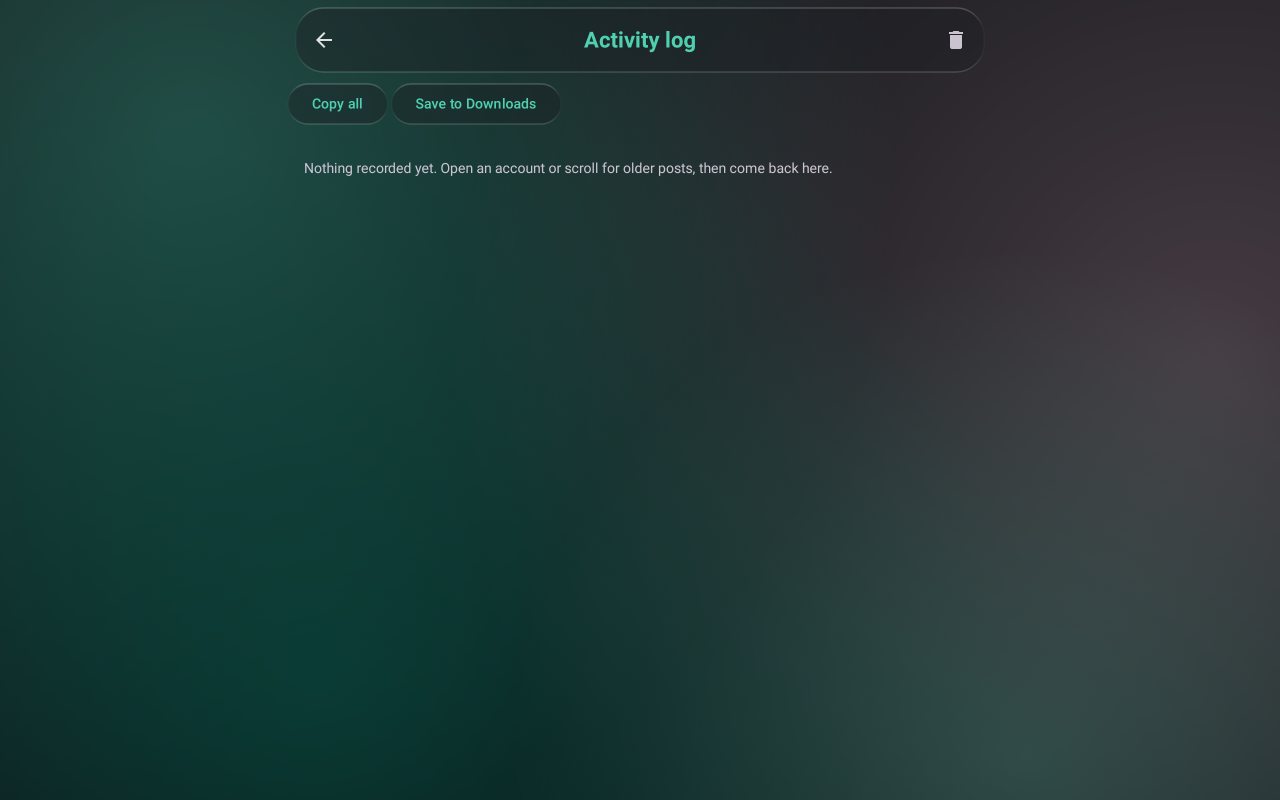 Activity log
Copy all
Save to Downloads
Nothing recorded yet. Open an account or scroll for older posts, then come back here.